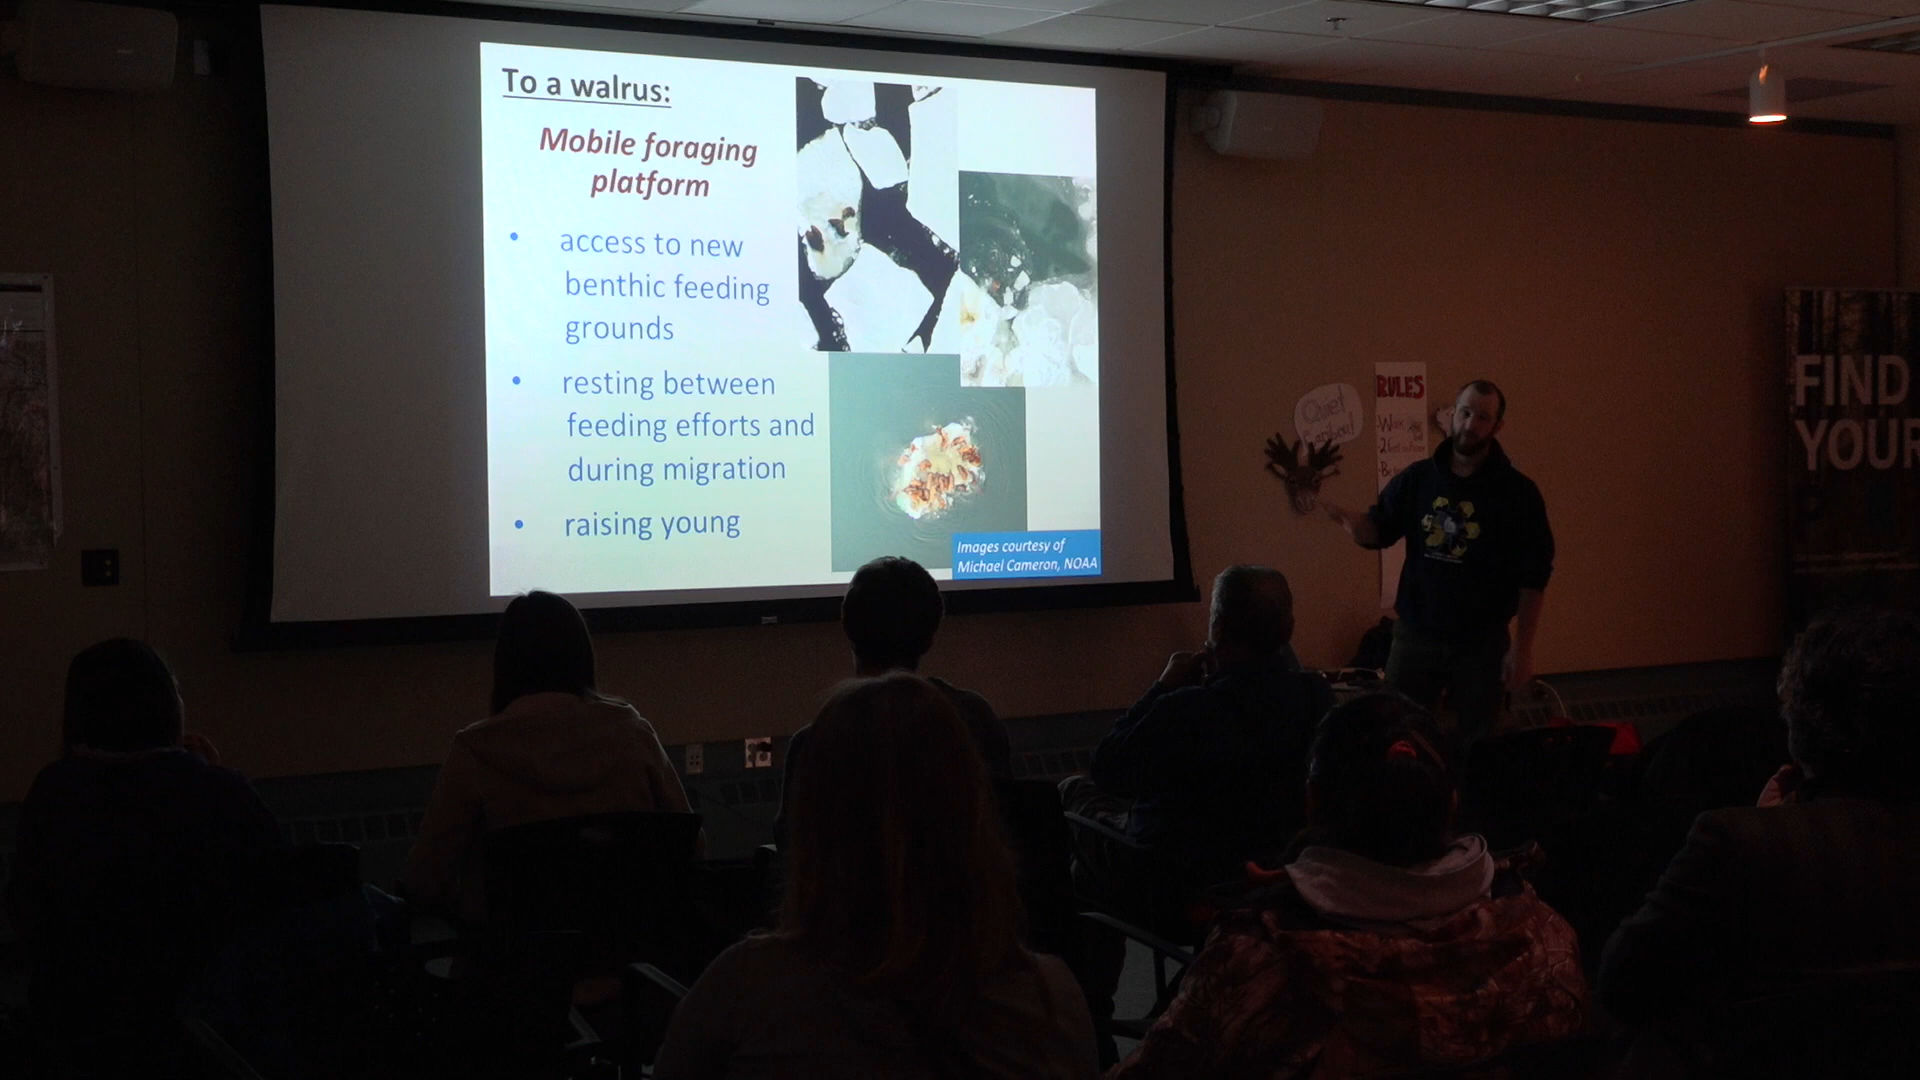 To a walrus:
Mobile foraging
platform
• access to new
benthic feeding
grounds
• resting between
feeding efforts and
during migration
• raising young
Images courtesy of
Michael Cameron, NOAA
Quiet
RULES
FIND
YOUR